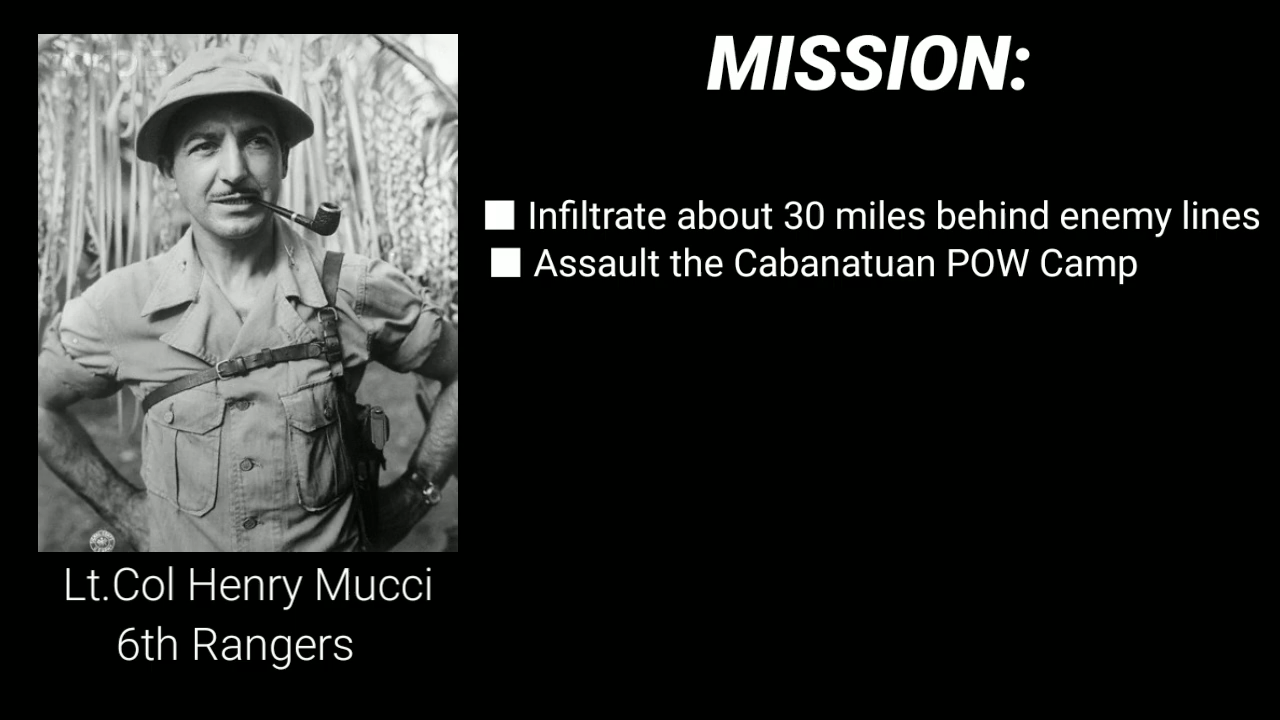 MISSION:
Infiltrate about 30 miles behind enemy lines
Assault the Cabanatuan POW Camp
Lt.Col Henry Mucci
6th Rangers